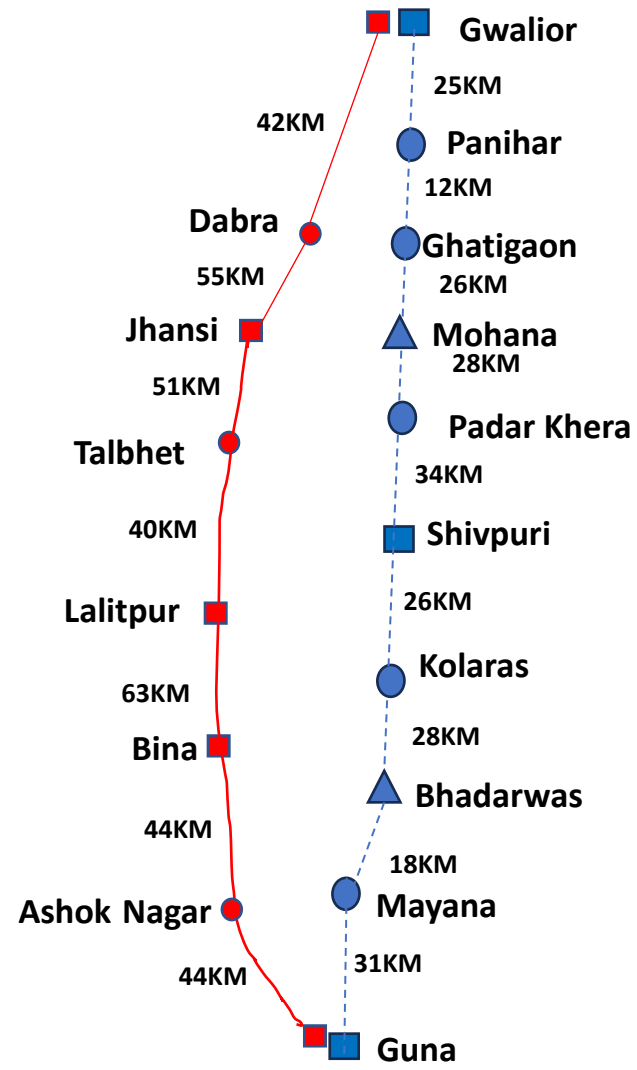 Gwalior
25KM
42KM
Panihar
12KM
Dabra
Ghatigaon
55KM
26KM
Jhansi
Mohana
28KM
51KM
Padar Khera
Talbhet
34KM
40KM
Shivpuri
26KM
Lalitpur
Kolaras
63KM
28KM
Bina
Bhadarwas
44KM
18KM
Ashok Nagar
Mayana
31KM
44KM
Guna